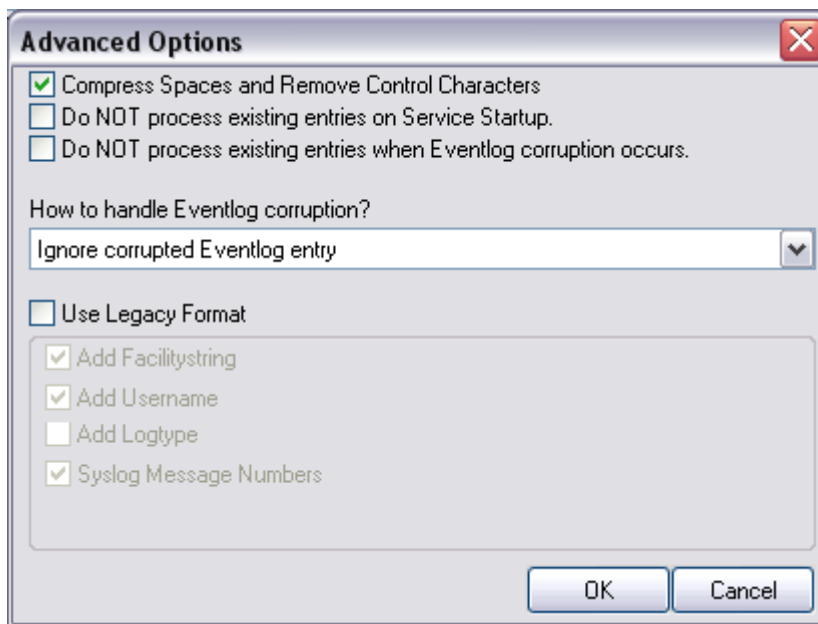 Advanced Options
Compress Spaces and Remove Control Characters
Do NOT process existing entries on Service Startup.
Do NOT process existing entries when Eventlog corruption occurs.
How to handle Eventlog corruption?
Ignore corrupted Eventlog entry
Use Legacy Format
Add Facilitystring
Add Username
Add Logtype
Syslog Message Numbers
OK Cancel